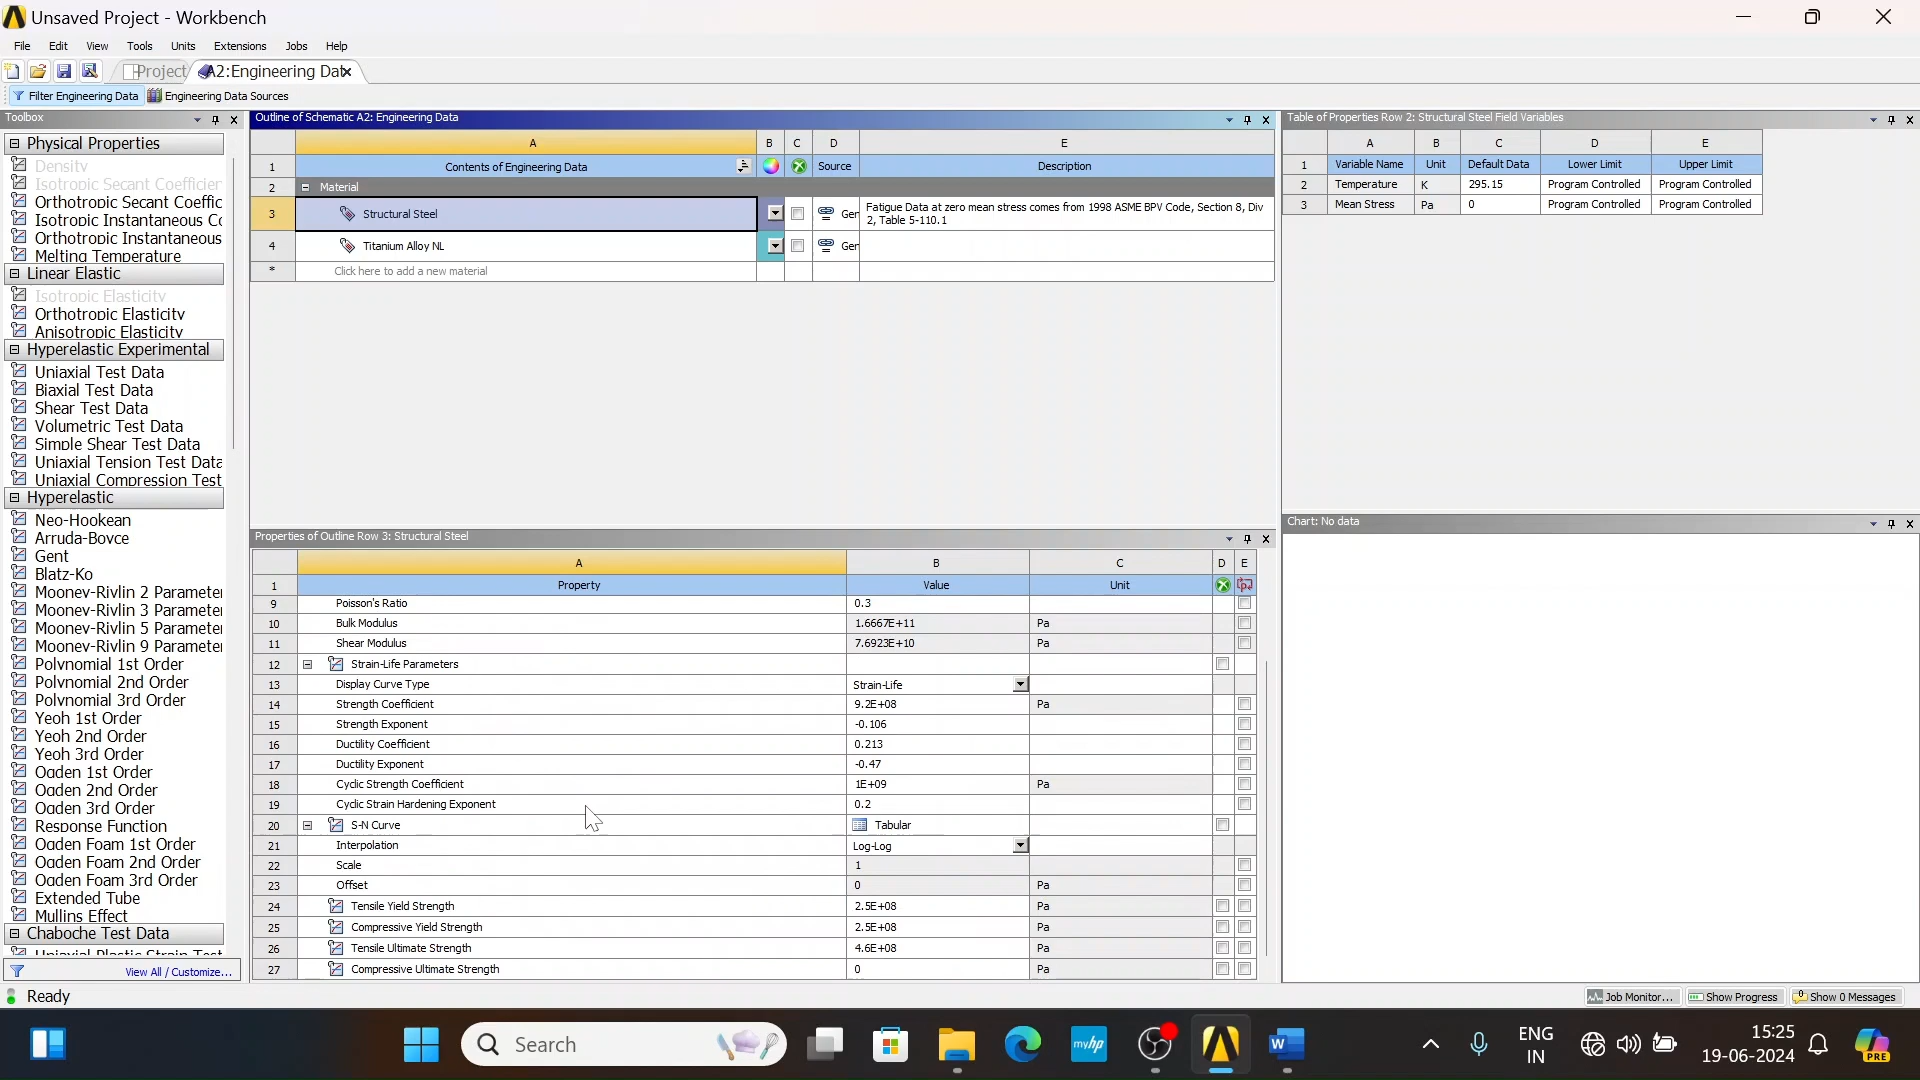 Unsaved Project - Workbench
File Edit View Tools Units Extensions Jobs Help
Project A2:Engineering Dat
Filter Engineering Data Engineering Data Sources
Toolbox
Physical Properties
Density
Isotropic Secant Coefficien
Orthotropic Secant Coeffic
Isotropic Instantaneous Co
Orthotropic Instantaneous
Melting Temperature
Linear Elastic
Isotropic Elasticity
Orthotropic Elasticity
Anisotropic Elasticity
Hyperelastic Experimental
Uniaxial Test Data
Biaxial Test Data
Shear Test Data
Volumetric Test Data
Simple Shear Test Data
Uniaxial Tension Test Data
Uniaxial Compression Test
Hyperelastic
Neo-Hookean
Arruda-Boyce
Gent
Blatz-Ko
Mooney-Rivlin 2 Parameter
Mooney-Rivlin 3 Parameter
Mooney-Rivlin 5 Parameter
Mooney-Rivlin 9 Parameter
Polynomial 1st Order
Polynomial 2nd Order
Polynomial 3rd Order
Yeoh 1st Order
Yeoh 2nd Order
Yeoh 3rd Order
Ogden 1st Order
Ogden 2nd Order
Ogden 3rd Order
Response Function
Ogden Foam 1st Order
Ogden Foam 2nd Order
Ogden Foam 3rd Order
Extended Tube
Mullins Effect
Chaboche Test Data
Uniaxial Plastic Strain Test
View All / Customize...
Outline of Schematic A2: Engineering Data
A B C D E
1 Contents of Engineering Data Source Description
2 Material
3 Structural Steel Gen Fatigue Data at zero mean stress comes from 1998 ASME BPV Code, Section 8, Div
2, Table 5-110.1
4 Titanium Alloy NL Gen
* Click here to add a new material
Properties of Outline Row 3: Structural Steel
A B C D E
1 Property Value Unit
9 Poisson's Ratio 0.3
10 Bulk Modulus 1.6667E+11 Pa
11 Shear Modulus 7.6923E+10 Pa
12 Strain-Life Parameters
13 Display Curve Type Strain-Life
14 Strength Coefficient 9.2E+08 Pa
15 Strength Exponent -0.106
16 Ductility Coefficient 0.213
17 Ductility Exponent -0.47
18 Cyclic Strength Coefficient 1E+09 Pa
19 Cyclic Strain Hardening Exponent 0.2
20 S-N Curve Tabular
21 Interpolation Log-Log
22 Scale 1
23 Offset 0 Pa
24 Tensile Yield Strength 2.5E+08 Pa
25 Compressive Yield Strength 2.5E+08 Pa
26 Tensile Ultimate Strength 4.6E+08 Pa
27 Compressive Ultimate Strength 0 Pa
Table of Properties Row 2: Structural Steel Field Variables
A B C D E
1 Variable Name Unit Default Data Lower Limit Upper Limit
2 Temperature K 295.15 Program Controlled Program Controlled
3 Mean Stress Pa 0 Program Controlled Program Controlled
Chart: No data
Ready
Job Monitor... Show Progress Show 0 Messages
Search
myhp
ENG
IN
15:25
19-06-2024
PRE